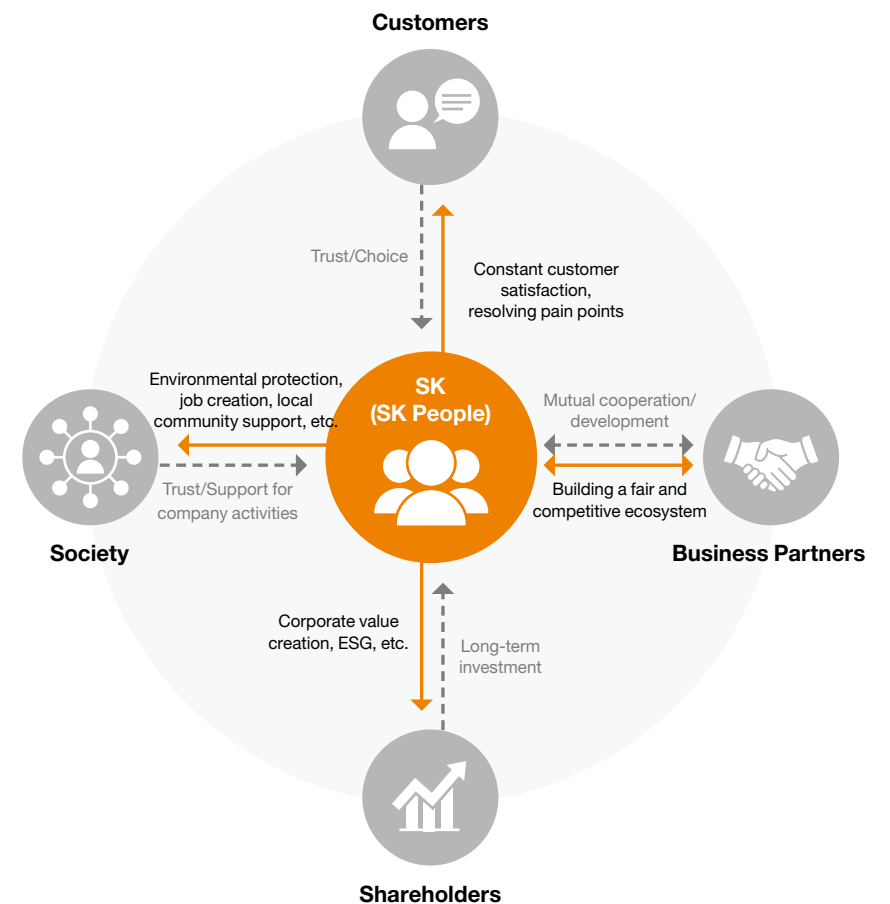 Customers
Trust/Choice
Constant customer
satisfaction,
resolving pain points
Environmental protection,
job creation, local
community support, etc.
SK
(SK People)
Mutual cooperation/
development
Trust/Support for
company activities
Building a fair and
competitive ecosystem
Society
Business Partners
Corporate value
creation, ESG, etc.
Long-term
investment
Shareholders